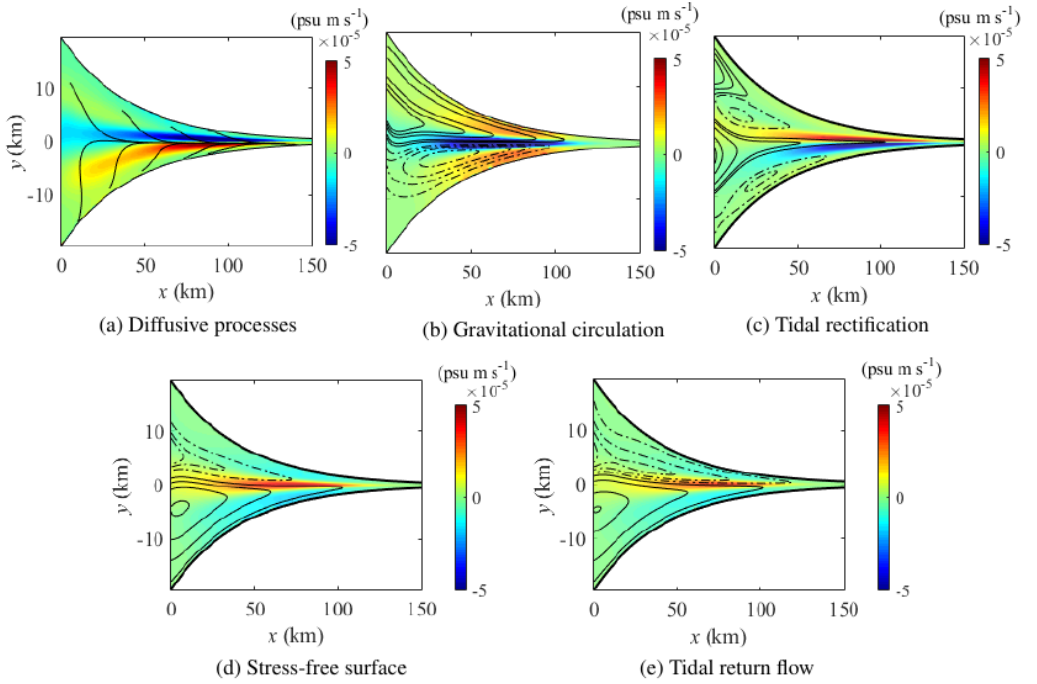 (psu m s⁻¹)
×10⁻⁵
5
0
-5
10
0
-10
y (km)
0
50
100
150
x (km)
(a) Diffusive processes
(psu m s⁻¹)
×10⁻⁵
5
0
-5
0
50
100
150
x (km)
(b) Gravitational circulation
(psu m s⁻¹)
×10⁻⁵
5
0
-5
0
50
100
150
x (km)
(c) Tidal rectification
(psu m s⁻¹)
×10⁻⁵
5
0
-5
10
0
-10
y (km)
0
50
100
150
x (km)
(d) Stress-free surface
(psu m s⁻¹)
×10⁻⁵
5
0
-5
10
0
-10
y (km)
0
50
100
150
x (km)
(e) Tidal return flow